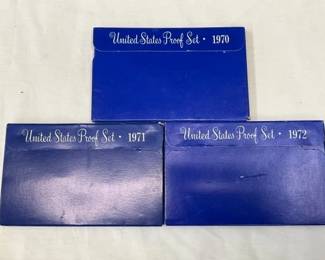 United States Proof Set · 1970
United States Proof Set · 1971
United States Proof Set · 1972